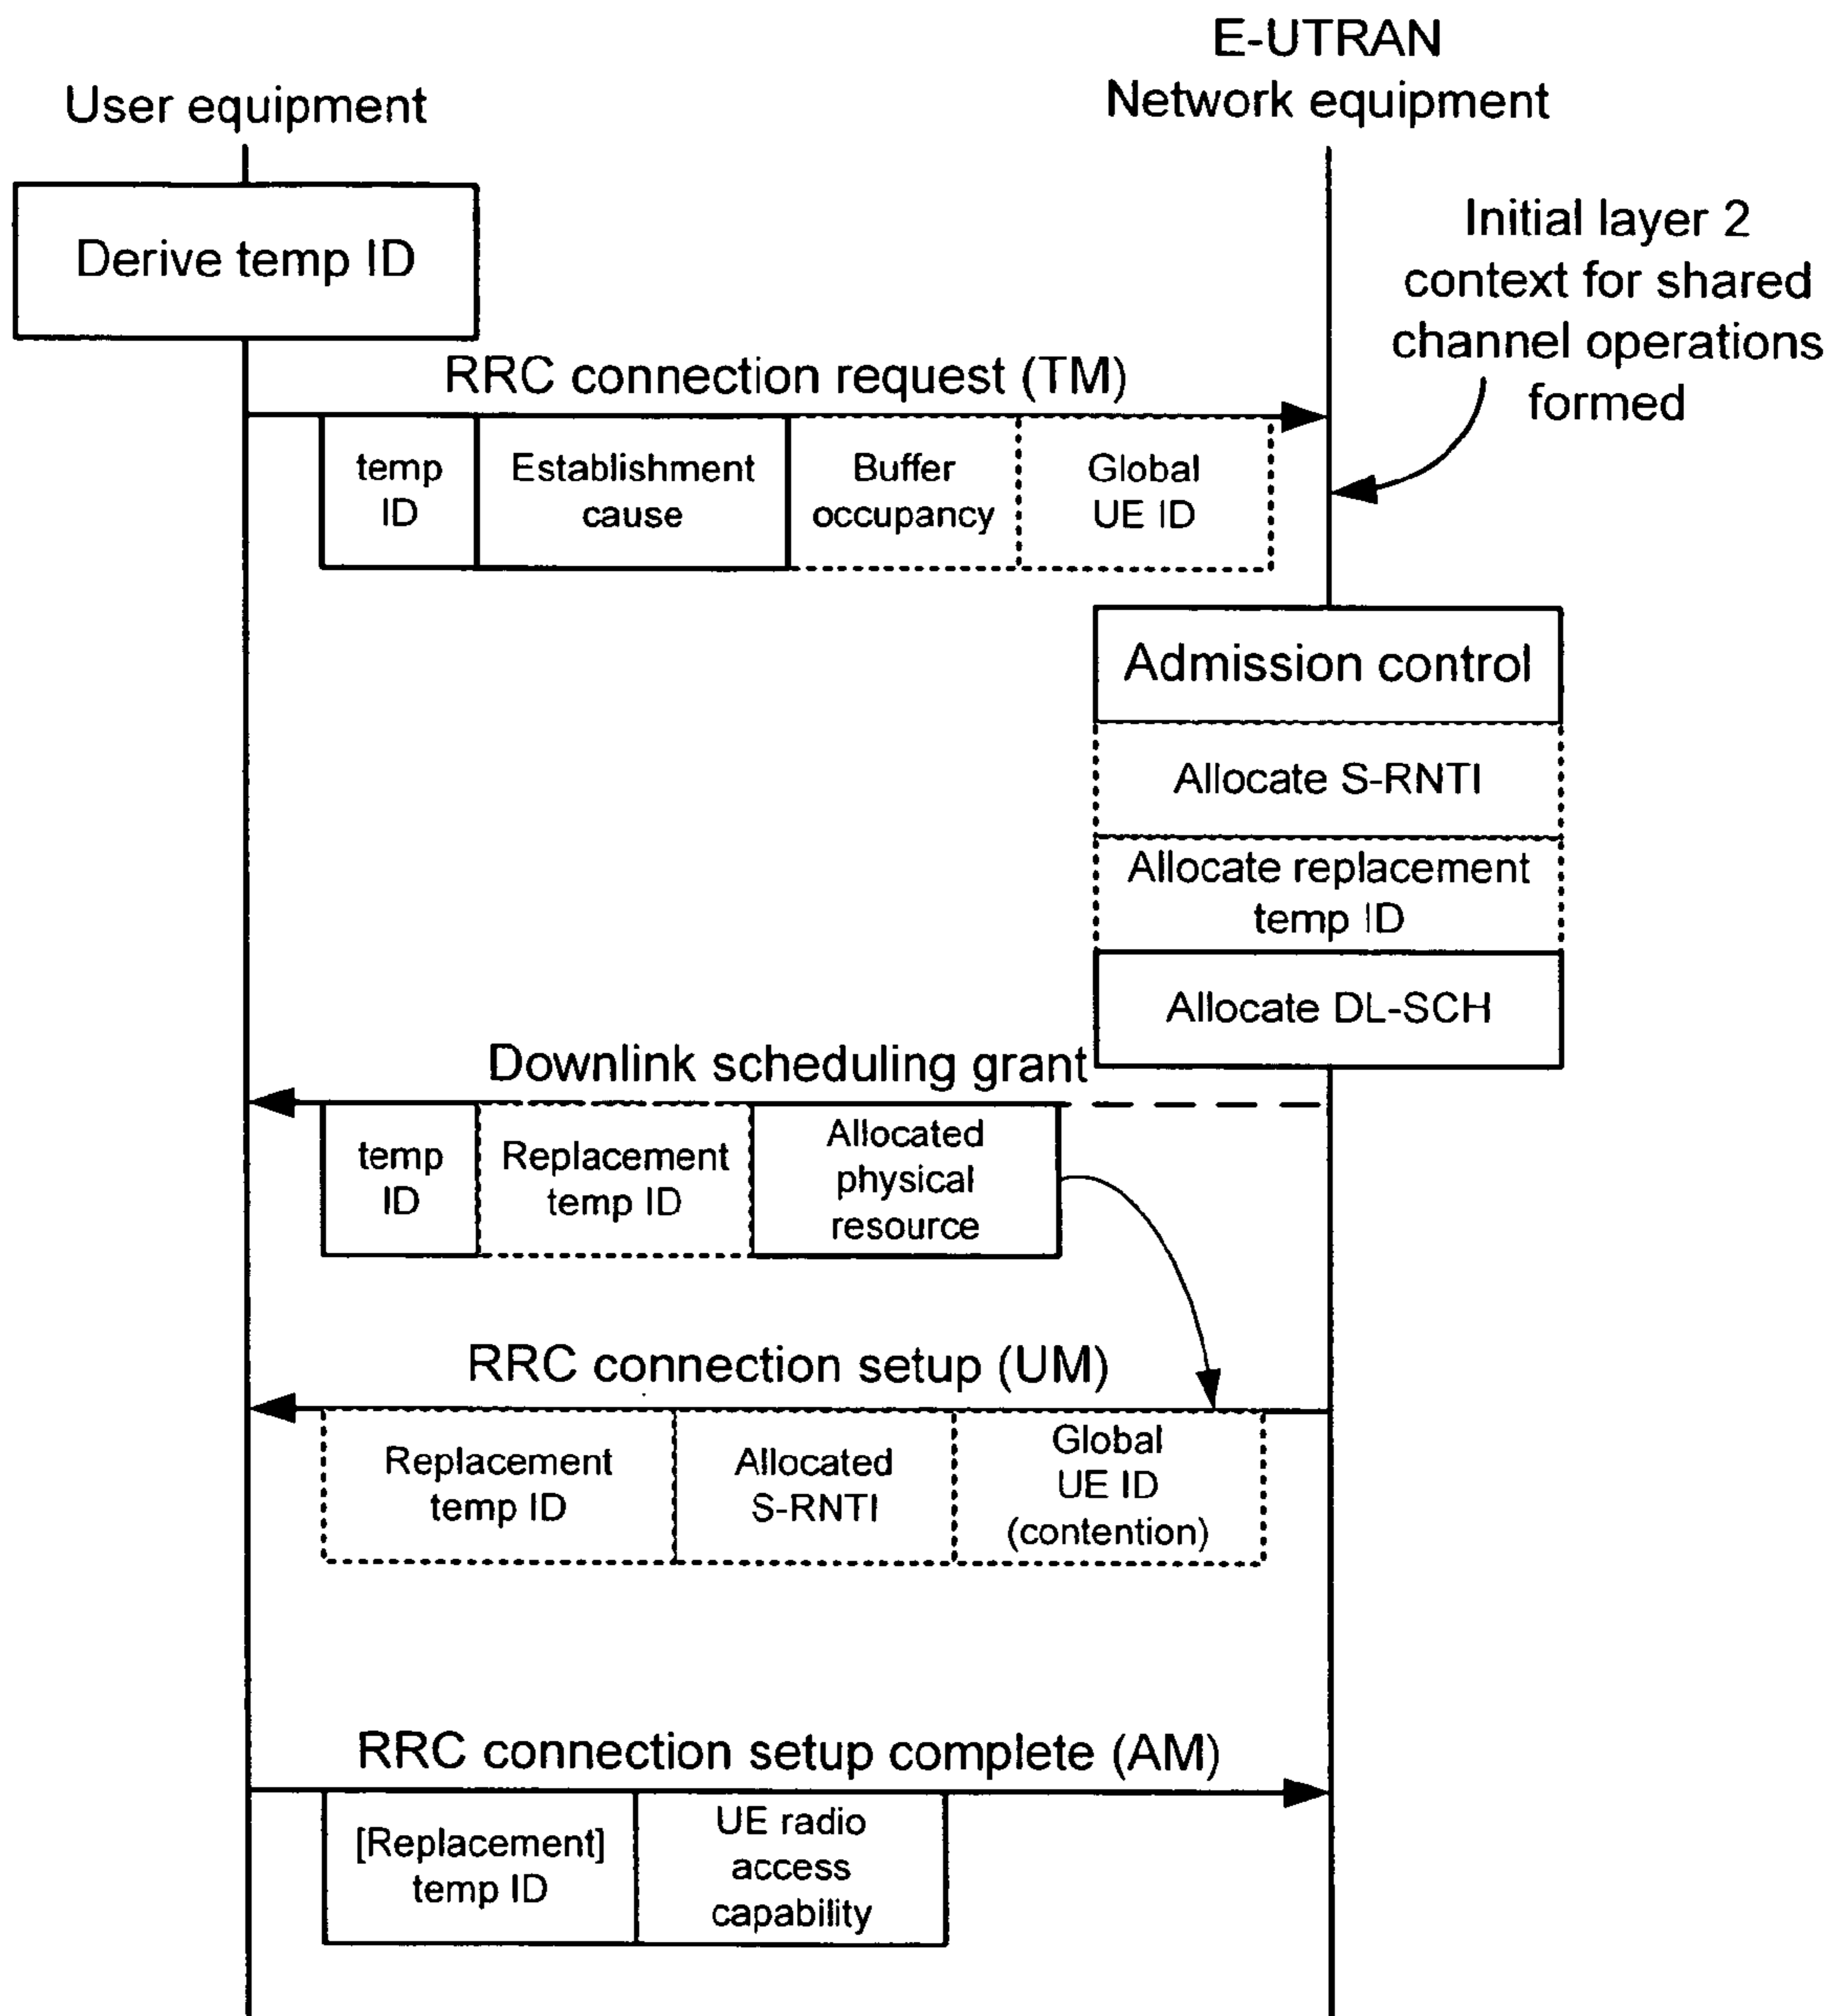 E-UTRAN
Network equipment
User equipment
Derive temp ID
Initial layer 2
context for shared
channel operations
formed
RRC connection request (TM)
temp
ID
Establishment
cause
Buffer
occupancy
Global
UE ID
Admission control
Allocate S-RNTI
Allocate replacement
temp ID
Allocate DL-SCH
Downlink scheduling grant
temp
ID
Replacement
temp ID
Allocated
physical
resource
RRC connection setup (UM)
Replacement
temp ID
Allocated
S-RNTI
Global
UE ID
(contention)
RRC connection setup complete (AM)
[Replacement]
temp ID
UE radio
access
capability